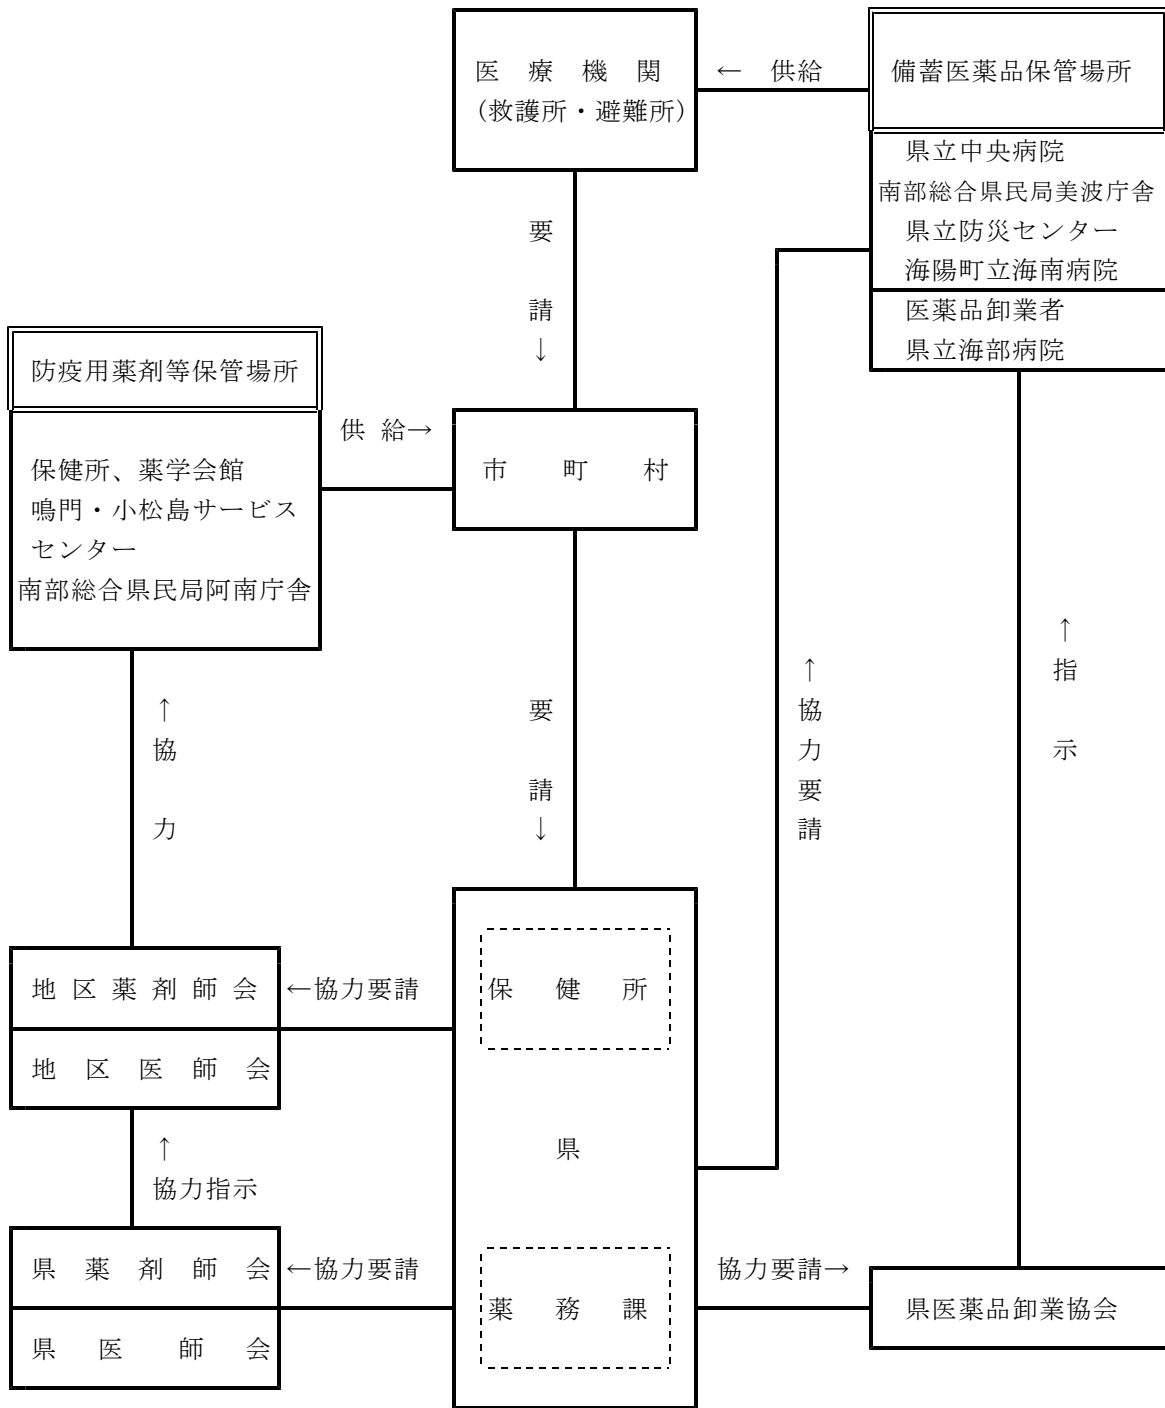 医療機関
(救護所・避難所)
← 供給
備蓄医薬品保管場所
県立中央病院
南部総合県民局美波庁舎
県立防災センター
海陽町立海南病院
医薬品卸業者
県立海部病院
要請↓
防疫用薬剤等保管場所
保健所、薬学会館
鳴門・小松島サービス
センター
南部総合県民局阿南庁舎
供給→
市町村
↑協力
要請↓
↑協力要請
↑指示
地区薬剤師会
地区医師会
←協力要請
保健所
県
↑
協力指示
県薬剤師会
県医師会
←協力要請
薬務課
協力要請→
県医薬品卸業協会